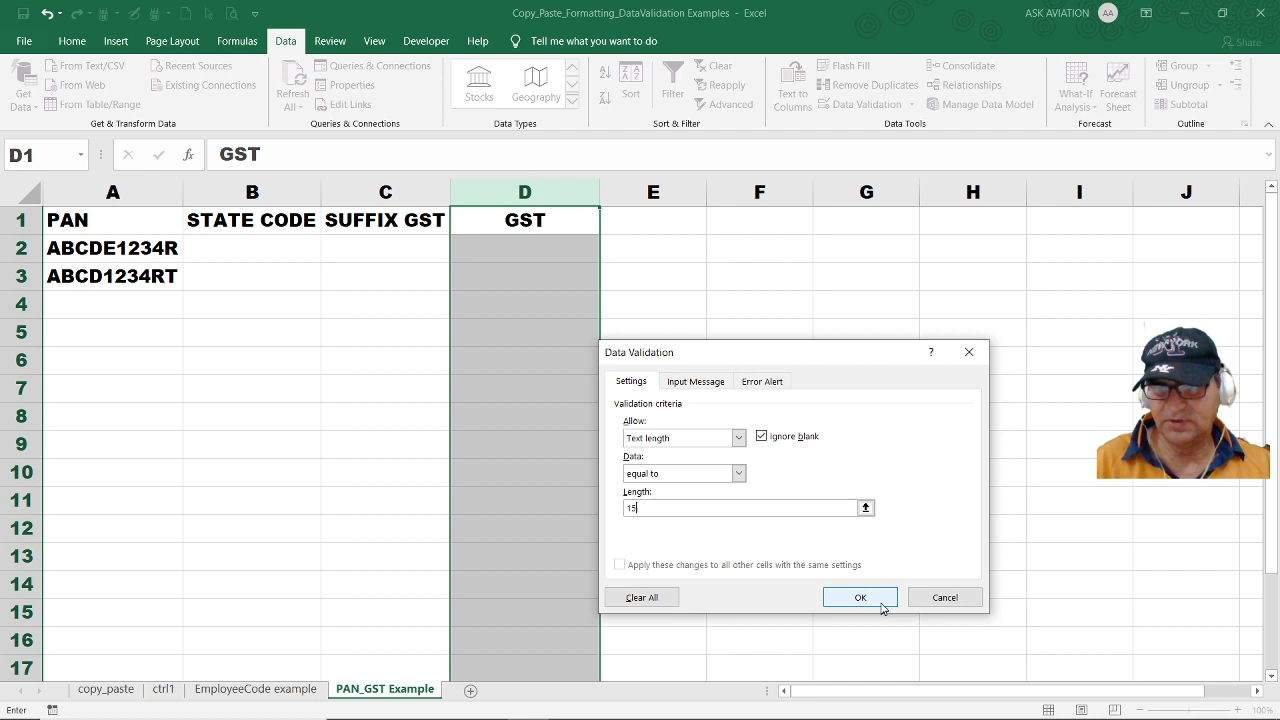 Copy_Paste_Formatting_DataValidation Examples - Excel
ASK AVIATION AA
File Home Insert Page Layout Formulas Data Review View Developer Help Tell me what you want to do Share
Get Data
From Text/CSV
From Web
From Table/Range
Recent Sources
Existing Connections
Get & Transform Data
Refresh All
Queries & Connections
Properties
Edit Links
Queries & Connections
Stocks Geography
Data Types
Sort
Filter
Clear
Reapply
Advanced
Sort & Filter
Text to Columns
Flash Fill
Remove Duplicates
Data Validation
Consolidate
Relationships
Manage Data Model
Data Tools
What-If Analysis
Forecast Sheet
Forecast
Group
Ungroup
Subtotal
Outline
D1 fx GST
A B C D E F G H I J
1 PAN STATE CODE SUFFIX GST GST
2 ABCDE1234R
3 ABCD1234RT
4
5
6
7
8
9
10
11
12
13
14
15
16
17
Data Validation ?
Settings Input Message Error Alert
Validation criteria
Allow:
Text length Ignore blank
Data:
equal to
Length:
15
Apply these changes to all other cells with the same settings
Clear All OK Cancel
NEW YORK
copy_paste ctrl1 EmployeeCode example PAN_GST Example
Enter 100%